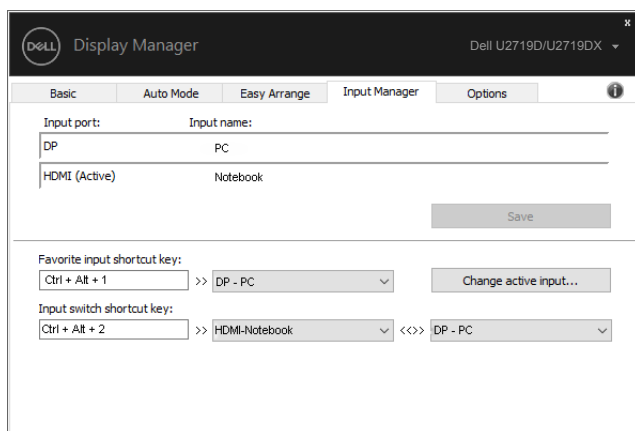 x
DELL Display Manager Dell U2719D/U2719DX
Basic Auto Mode Easy Arrange Input Manager Options i
Input port: Input name:
DP PC
HDMI (Active) Notebook
Save
Favorite input shortcut key:
Ctrl + Alt + 1 >> DP - PC Change active input...
Input switch shortcut key:
Ctrl + Alt + 2 >> HDMI-Notebook <<>> DP - PC